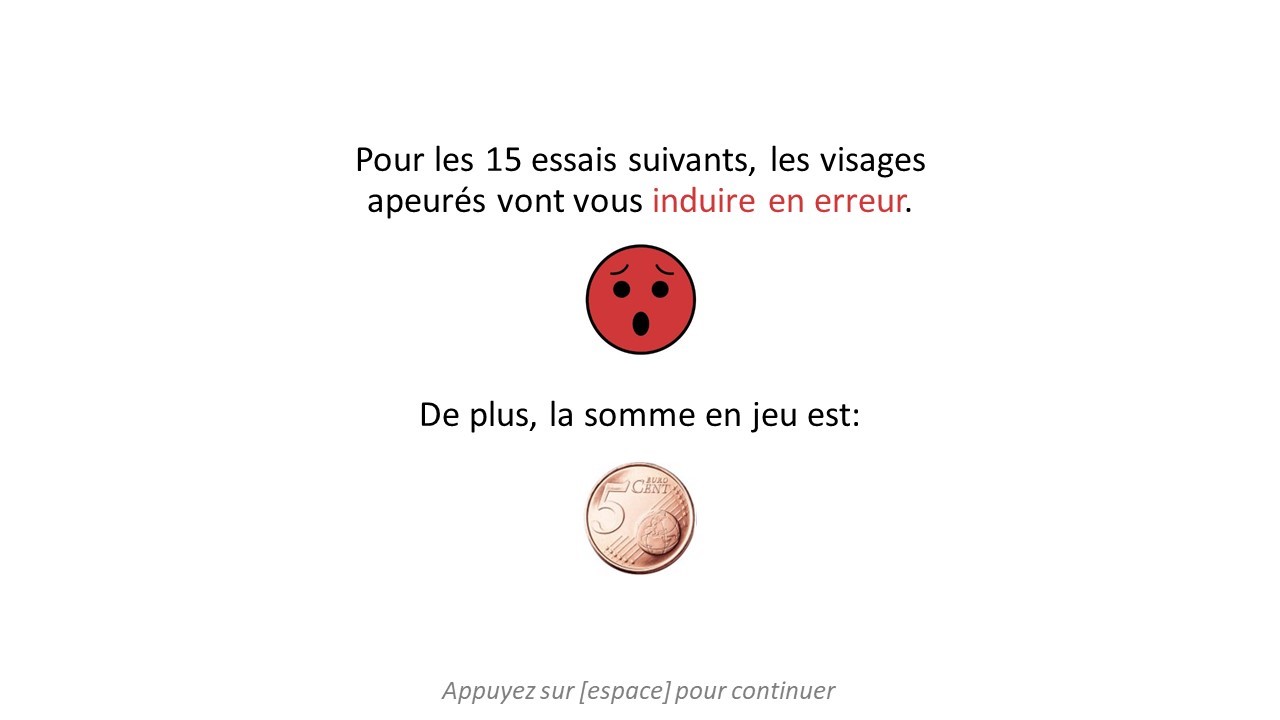 Pour les 15 essais suivants, les visages
apeurés vont vous induire en erreur.
De plus, la somme en jeu est:
5 EURO
CENT
Appuyez sur [espace] pour continuer